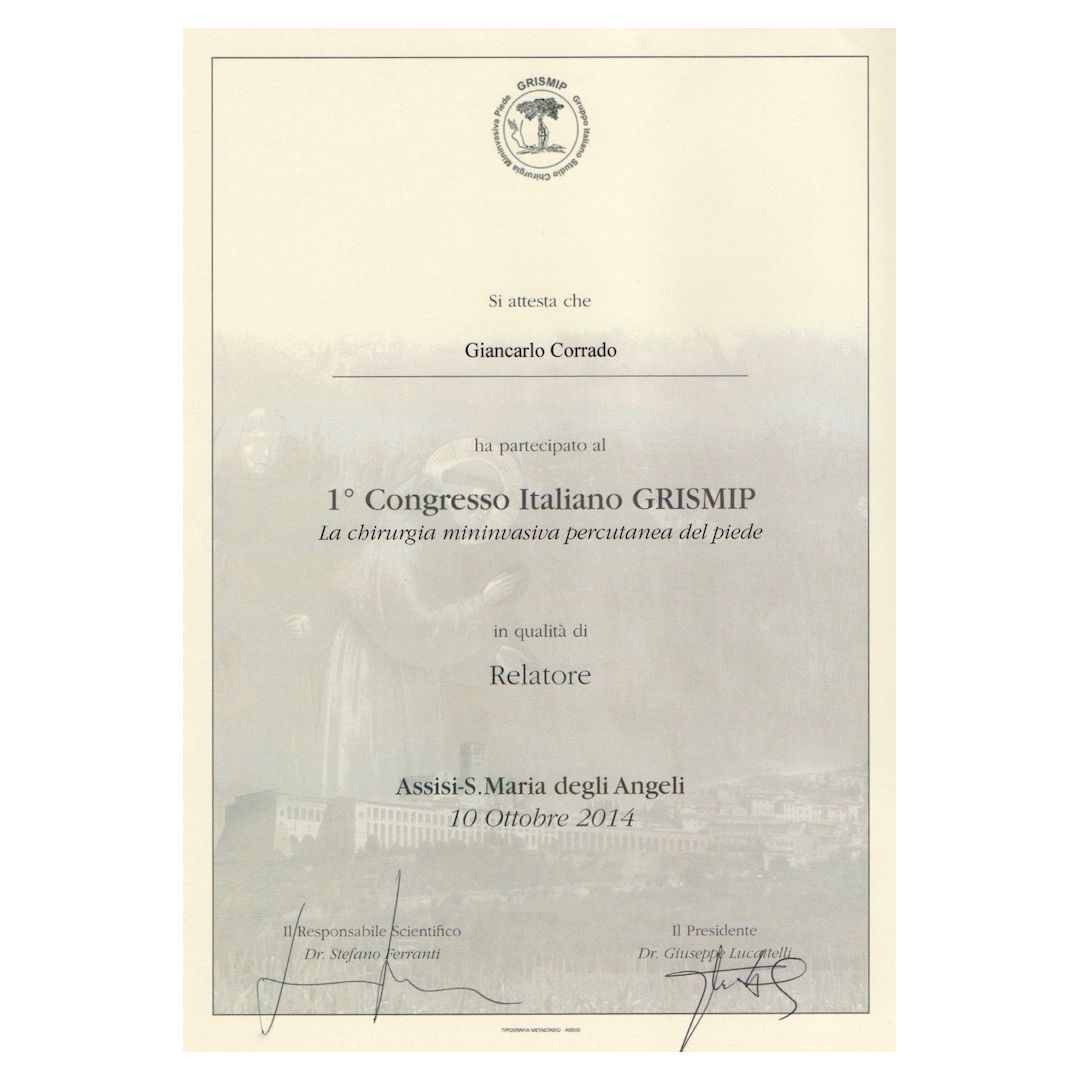 GRISMIP
Gruppo Italiano Studio Chirurgia Mininvasiva Piede
Si attesta che
Giancarlo Corrado
ha partecipato al
1° Congresso Italiano GRISMIP
La chirurgia mininvasiva percutanea del piede
in qualità di
Relatore
Assisi-S.Maria degli Angeli
10 Ottobre 2014
Il Responsabile Scientifico
Dr. Stefano Ferranti
Il Presidente
Dr. Giuseppe Lucattelli
TIPOGRAFIA METASTASIO - ASSISI